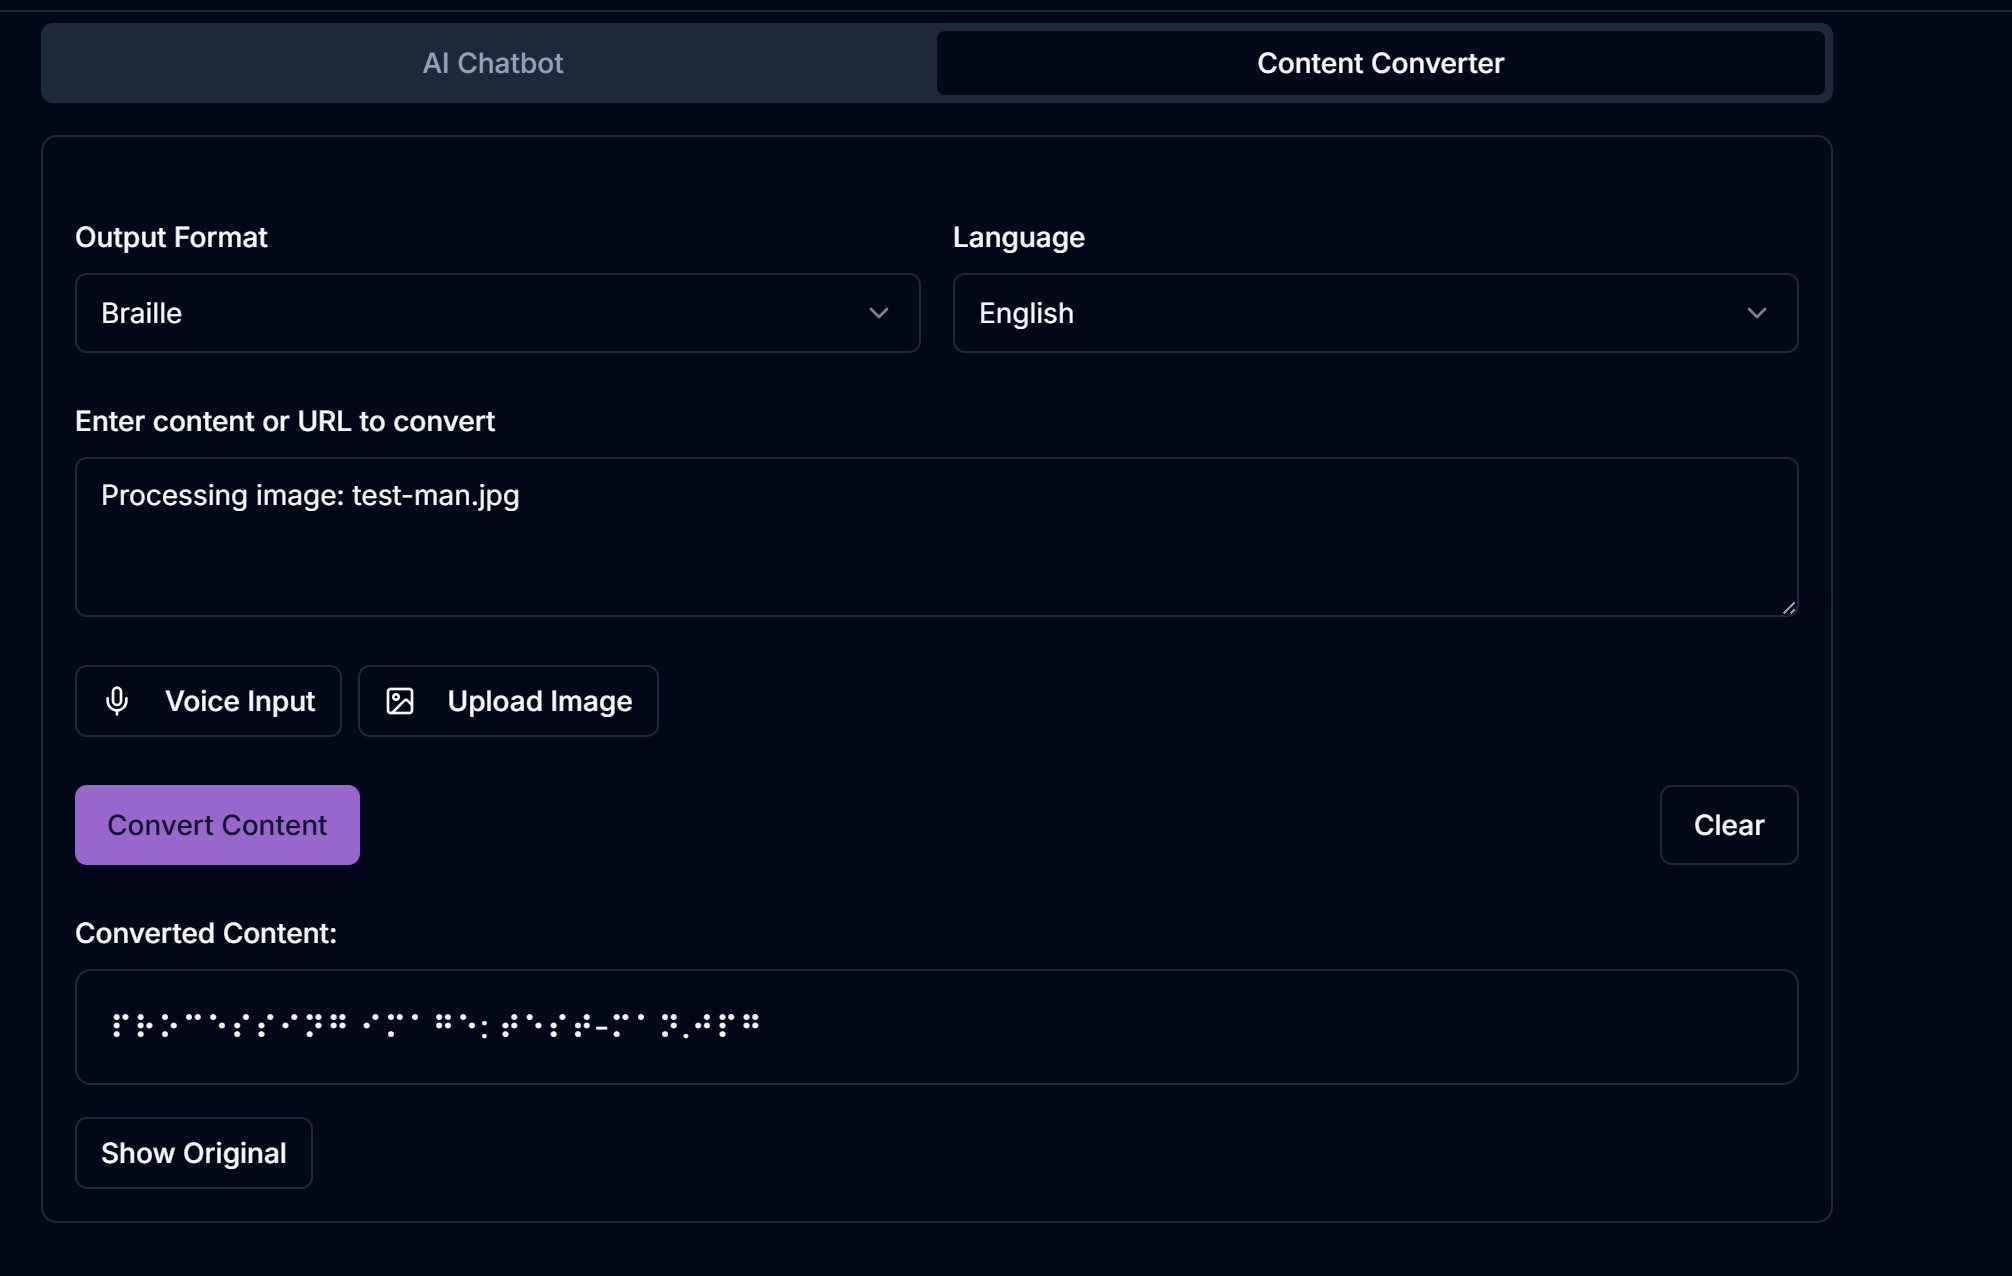 AI Chatbot
Content Converter
Output Format
Language
Braille
English
Enter content or URL to convert
Processing image: test-man.jpg
Voice Input
Upload Image
Convert Content
Clear
Converted Content:
⠏⠗⠕⠉⠑⠎⠎⠊⠝⠛ ⠊⠍⠁⠛⠑: ⠞⠑⠎⠞-⠍⠁⠝.⠚⠏⠛
Show Original